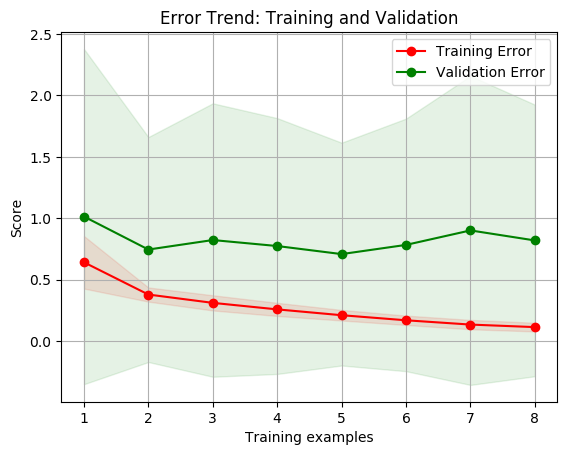 Error Trend: Training and Validation
Training Error
Validation Error
Score
2.5
2.0
1.5
1.0
0.5
0.0
1 2 3 4 5 6 7 8
Training examples